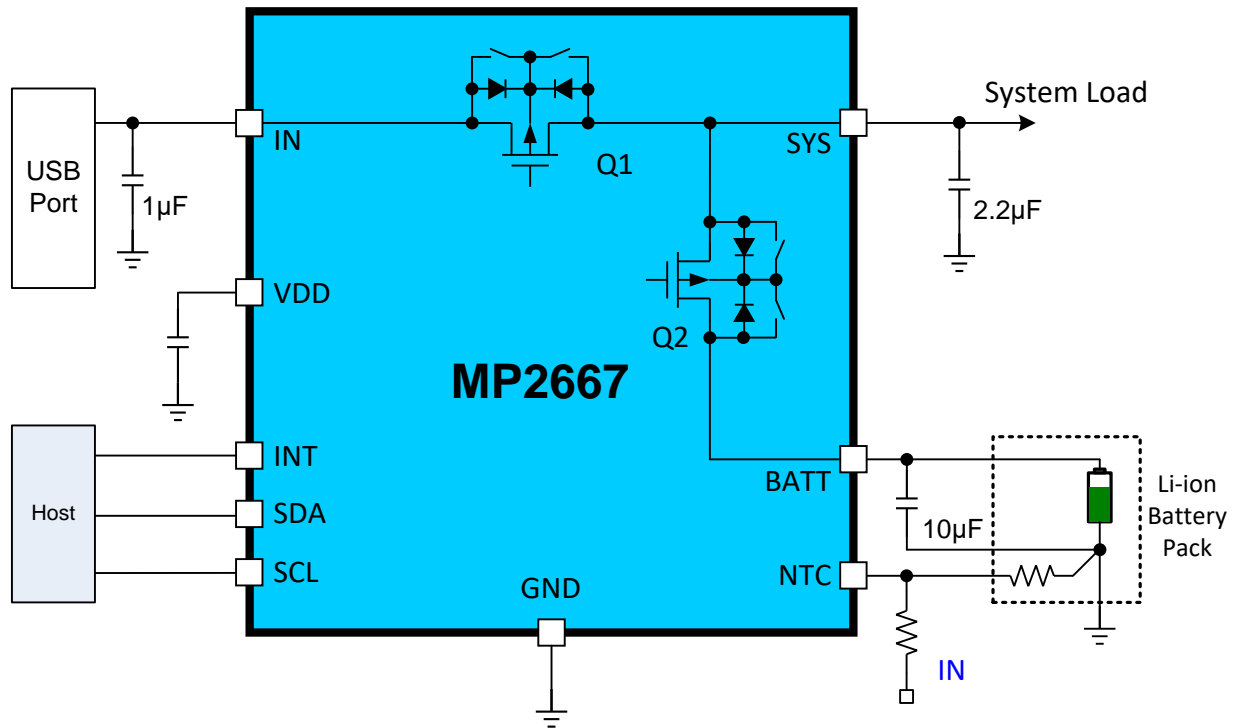 System Load
IN
SYS
USB
Port
Q1
1µF
2.2µF
VDD
Q2
MP2667
INT
BATT
Li-ion
Battery
Pack
Host
SDA
10µF
SCL
NTC
GND
IN